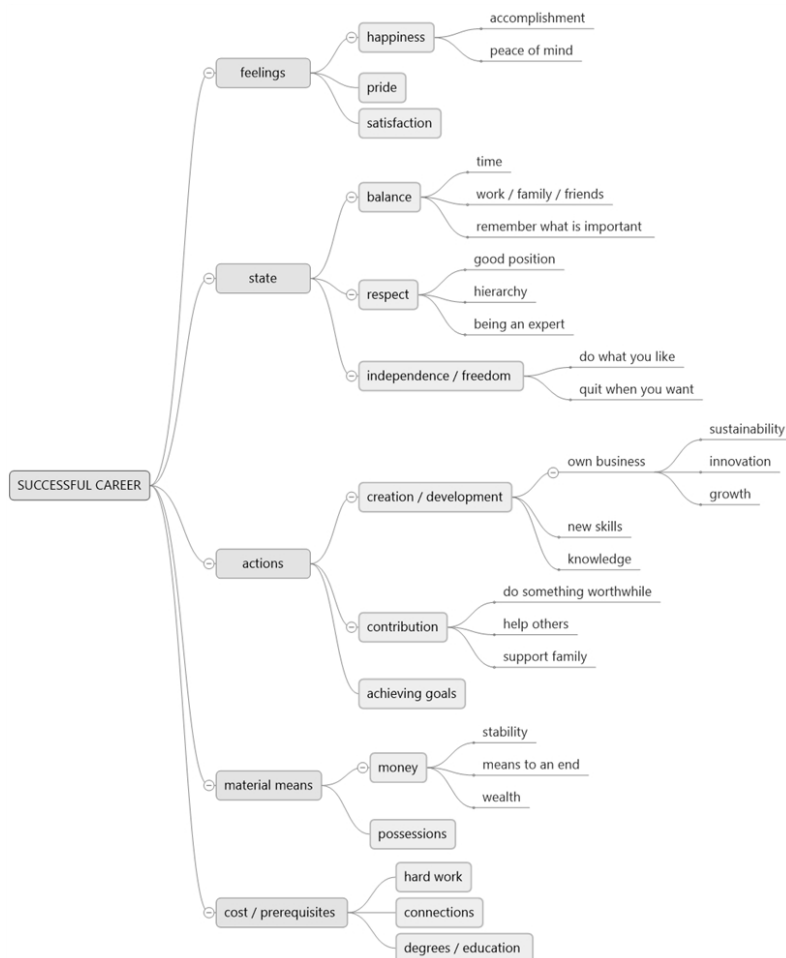 accomplishment
happiness
peace of mind
feelings
pride
satisfaction
time
balance
work / family / friends
remember what is important
good position
state
respect
hierarchy
being an expert
do what you like
independence / freedom
quit when you want
sustainability
own business
innovation
SUCCESSFUL CAREER
creation / development
growth
new skills
knowledge
actions
do something worthwhile
contribution
help others
support family
achieving goals
stability
money
means to an end
material means
wealth
possessions
hard work
cost / prerequisites
connections
degrees / education